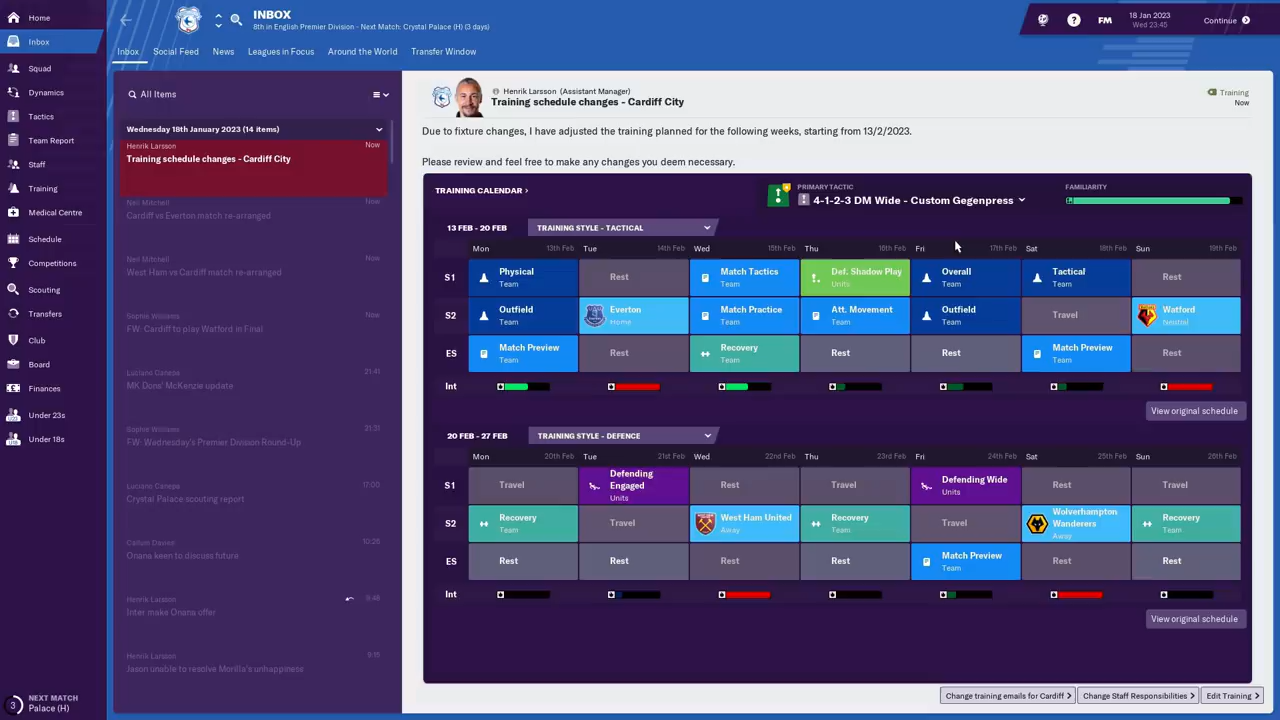 Home
Inbox
Squad
Dynamics
Tactics
Team Report
Staff
Training
Medical Centre
Schedule
Competitions
Scouting
Transfers
Club
Board
Finances
Under 23s
Under 18s
3
NEXT MATCH
Palace (H)
INBOX
8th in English Premier Division - Next Match: Crystal Palace (H) (3 days)
?
FM
18 Jan 2023
Wed 23:45
Continue
Inbox
Social Feed
News
Leagues in Focus
Around the World
Transfer Window
All Items
Wednesday 18th January 2023 (14 items)
Henrik Larsson
Now
Training schedule changes - Cardiff City
Neil Mitchell
Now
Cardiff vs Everton match re-arranged
Neil Mitchell
Now
West Ham vs Cardiff match re-arranged
Sophie Williams
Now
FW: Cardiff to play Watford in Final
Luciano Canepe
21:41
MK Dons' McKenzie update
Sophie Williams
21:31
FW: Wednesday's Premier Division Round-Up
Luciano Canepe
17:00
Crystal Palace scouting report
10:26
Onana keen to discuss future
Henrik Larsson
9:46
Inter make Onana offer
Henrik Larsson
9:15
Jason unable to resolve Morilla's unhappiness
Henrik Larsson (Assistant Manager)
Training schedule changes - Cardiff City
Training
Now
Due to fixture changes, I have adjusted the training planned for the following weeks, starting from 13/2/2023.
Please review and feel free to make any changes you deem necessary.
TRAINING CALENDAR >
PRIMARY TACTIC
4-1-2-3 DM Wide - Custom Gegenpress
FAMILIARITY
13 FEB - 20 FEB
TRAINING STYLE - TACTICAL
Mon 13th Feb Tue 14th Feb Wed 15th Feb Thu 16th Feb Fri 17th Feb Sat 18th Feb Sun 19th Feb
S1
Physical
Team
Rest
Match Tactics
Team
Def. Shadow Play
Units
Overall
Team
Tactical
Team
Rest
S2
Outfield
Team
Everton
Home
Match Practice
Team
Att. Movement
Team
Outfield
Team
Travel
Watford
Neutral
ES
Match Preview
Team
Rest
Recovery
Team
Rest
Rest
Match Preview
Team
Rest
Int
View original schedule
20 FEB - 27 FEB
TRAINING STYLE - DEFENCE
Mon 20th Feb Tue 21st Feb Wed 22nd Feb Thu 23rd Feb Fri 24th Feb Sat 25th Feb Sun 26th Feb
S1
Travel
Defending
Engaged
Units
Rest
Travel
Defending Wide
Units
Rest
Travel
S2
Recovery
Team
Travel
West Ham United
Away
Recovery
Team
Travel
Wolverhampton
Wanderers
Away
Recovery
Team
ES
Rest
Rest
Rest
Rest
Match Preview
Team
Rest
Rest
Int
View original schedule
Change training emails for Cardiff >
Change Staff Responsibilities >
Edit Training >